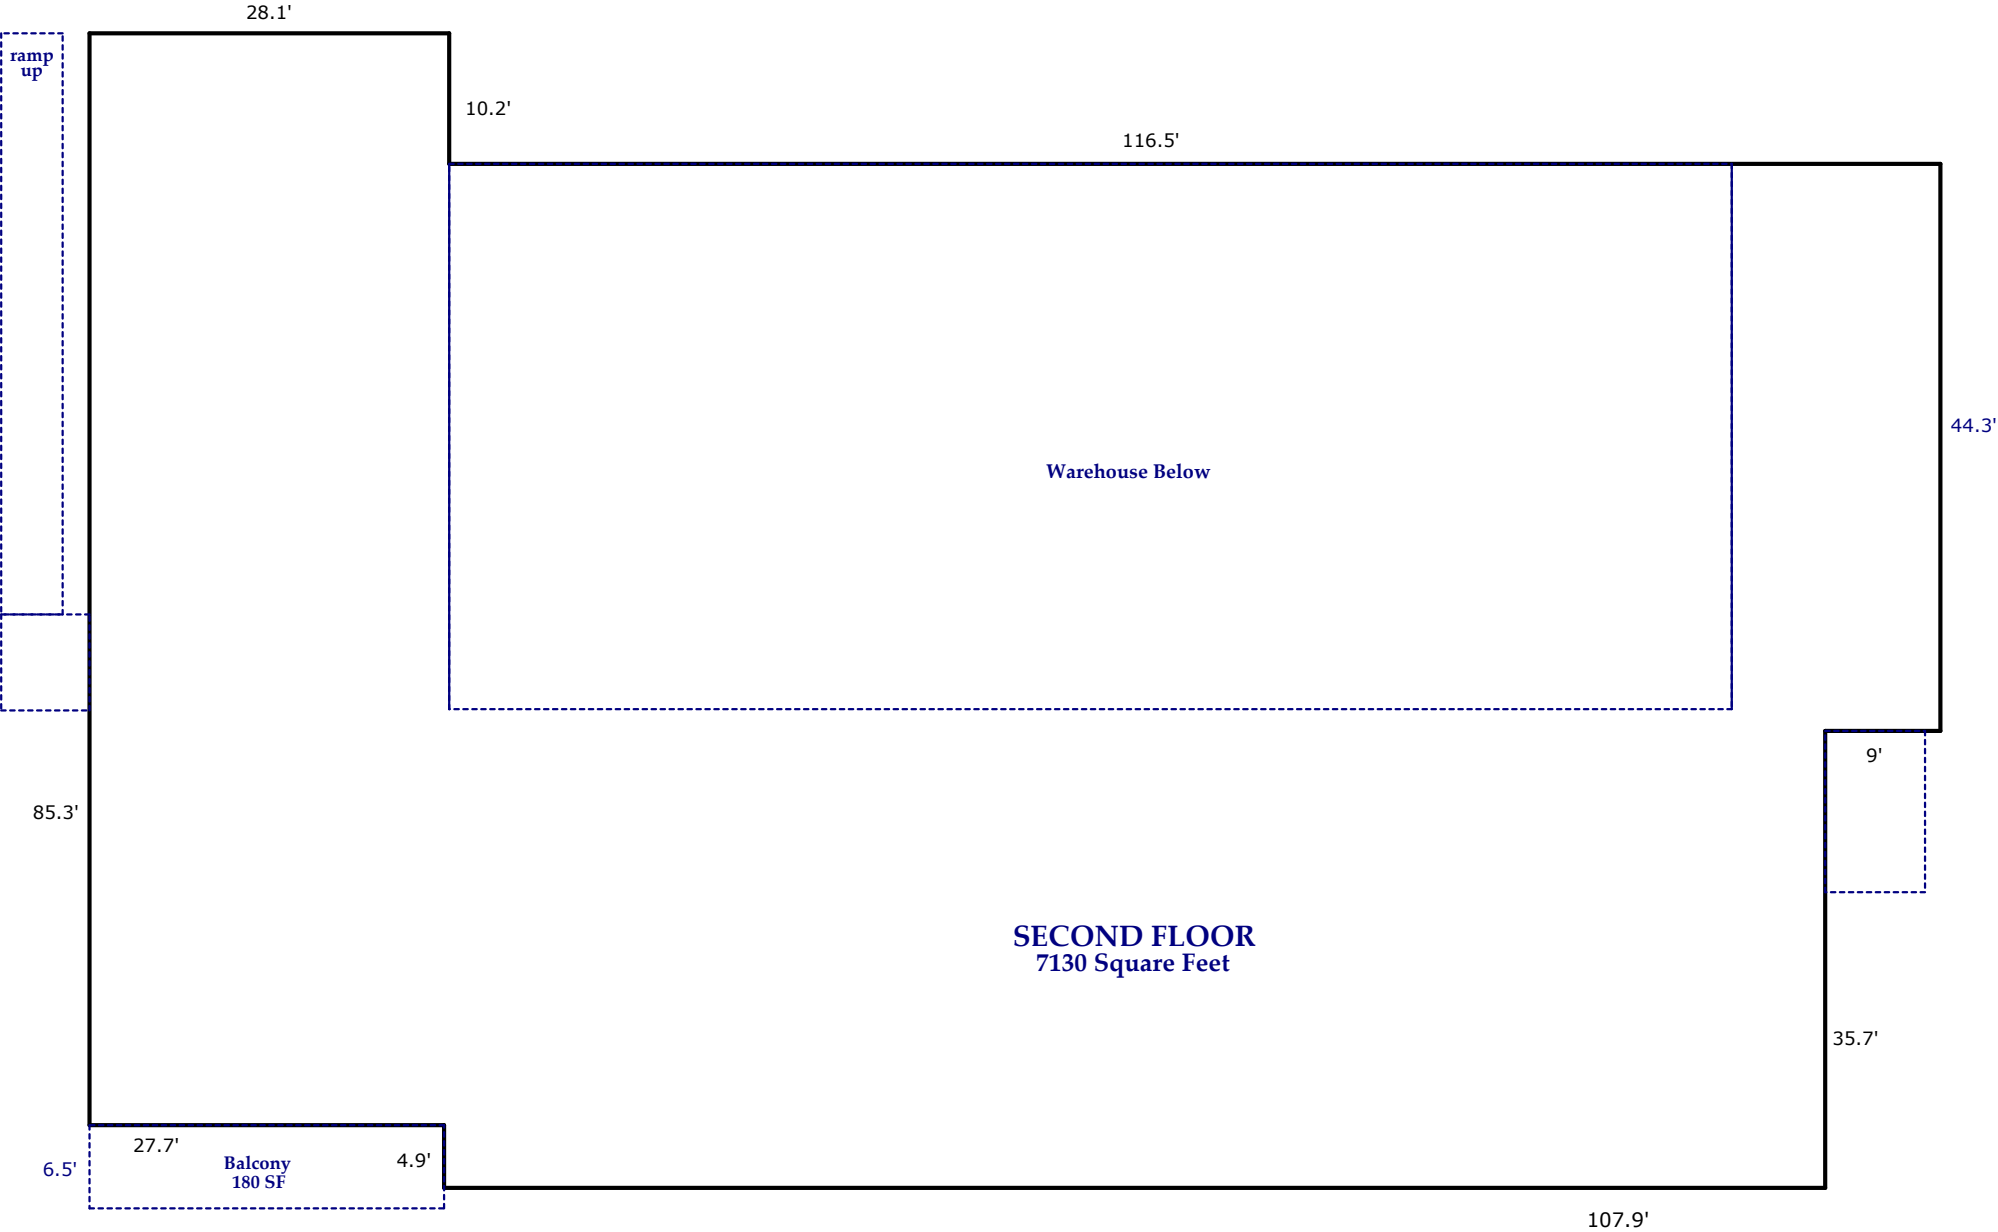 28.1'
ramp
up
10.2'
116.5'
44.3'
Warehouse Below
9'
85.3'
SECOND FLOOR
7130 Square Feet
35.7'
27.7'
4.9'
6.5'
Balcony
180 SF
107.9'